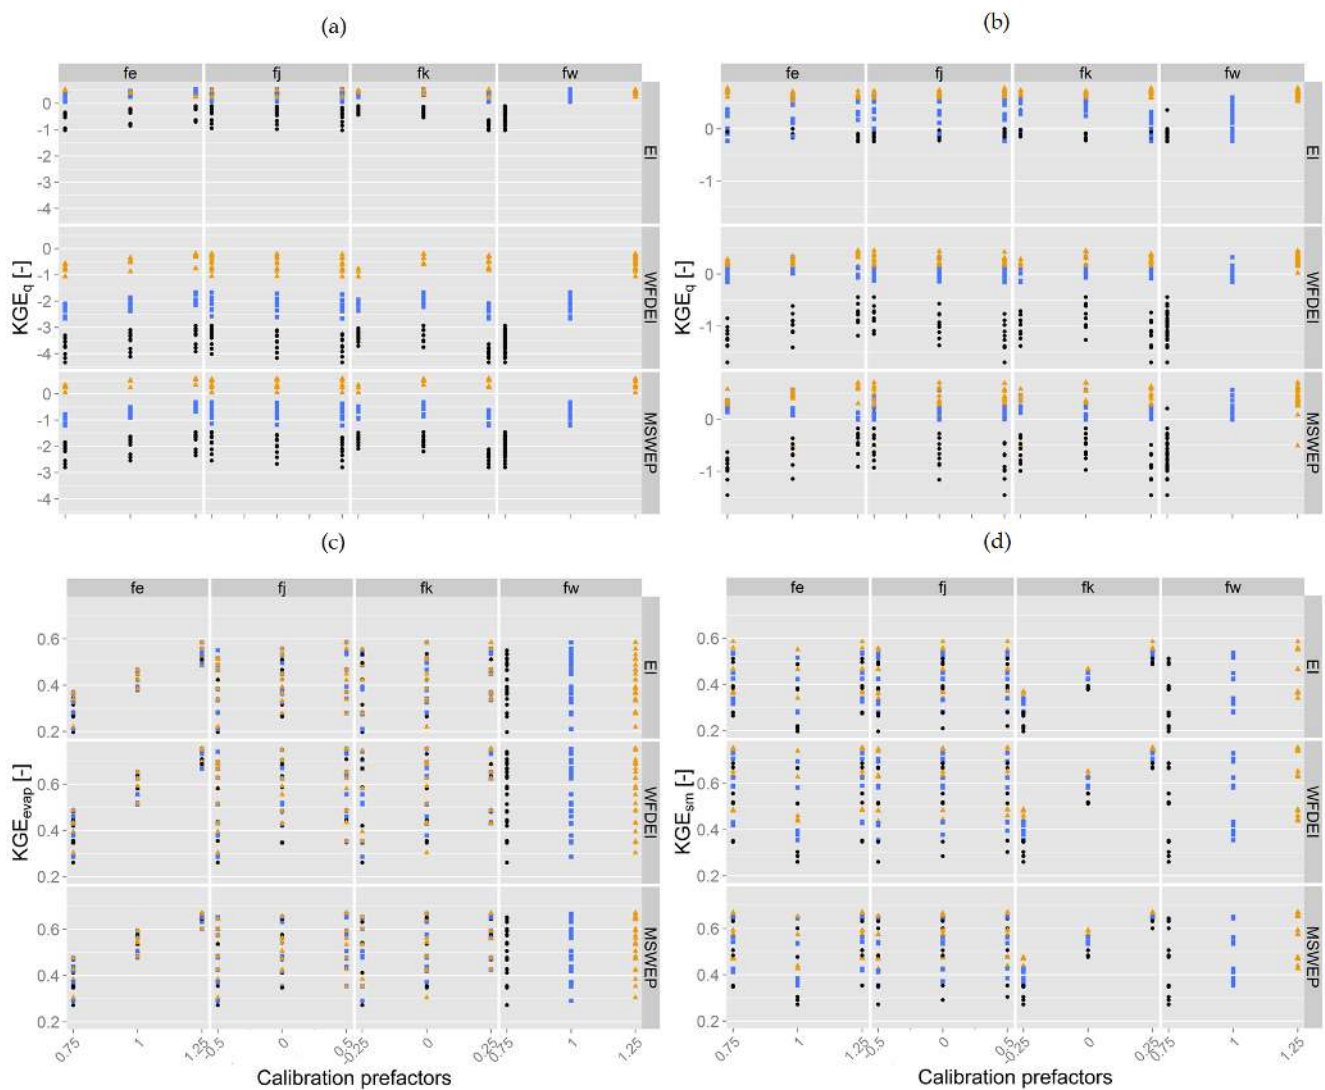 (a)
fe fj fk fw
0
-1
-2
-3
-4
EI
0
-1
-2
-3
-4
WFDEI
0
-1
-2
-3
-4
MSWEP
KGEq [-]
(b)
fe fj fk fw
0
-1
EI
0
-1
WFDEI
0
-1
MSWEP
KGEq [-]
(c)
fe fj fk fw
0.6
0.4
0.2
EI
0.6
0.4
0.2
WFDEI
0.6
0.4
0.2
MSWEP
KGEevap [-]
0.75 1 1.25 -0.5 0 0.5 -0.25 0 0.25 0.75 1 1.25
Calibration prefactors
(d)
fe fj fk fw
0.6
0.4
0.2
EI
0.6
0.4
0.2
WFDEI
0.6
0.4
0.2
MSWEP
KGEsm [-]
0.75 1 1.25 -0.5 0 0.5 -0.25 0 0.25 0.75 1 1.25
Calibration prefactors